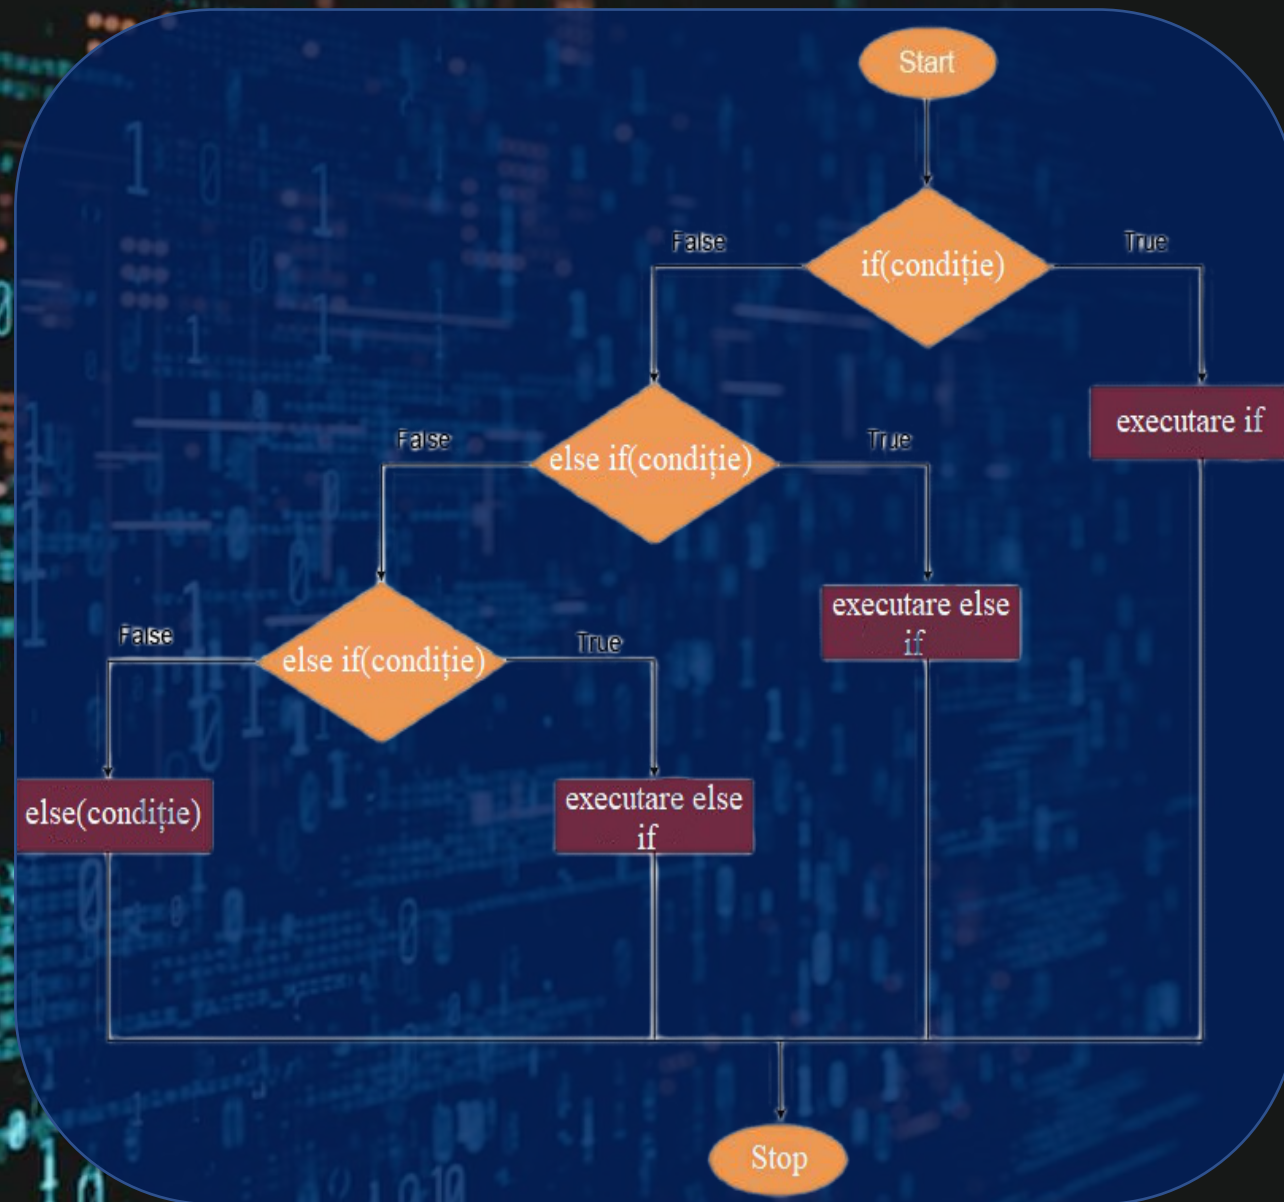 Start
False
True
if(condiție)
executare if
False
True
else if(condiție)
executare else
if
False
True
else if(condiție)
else(condiție)
executare else
if
Stop